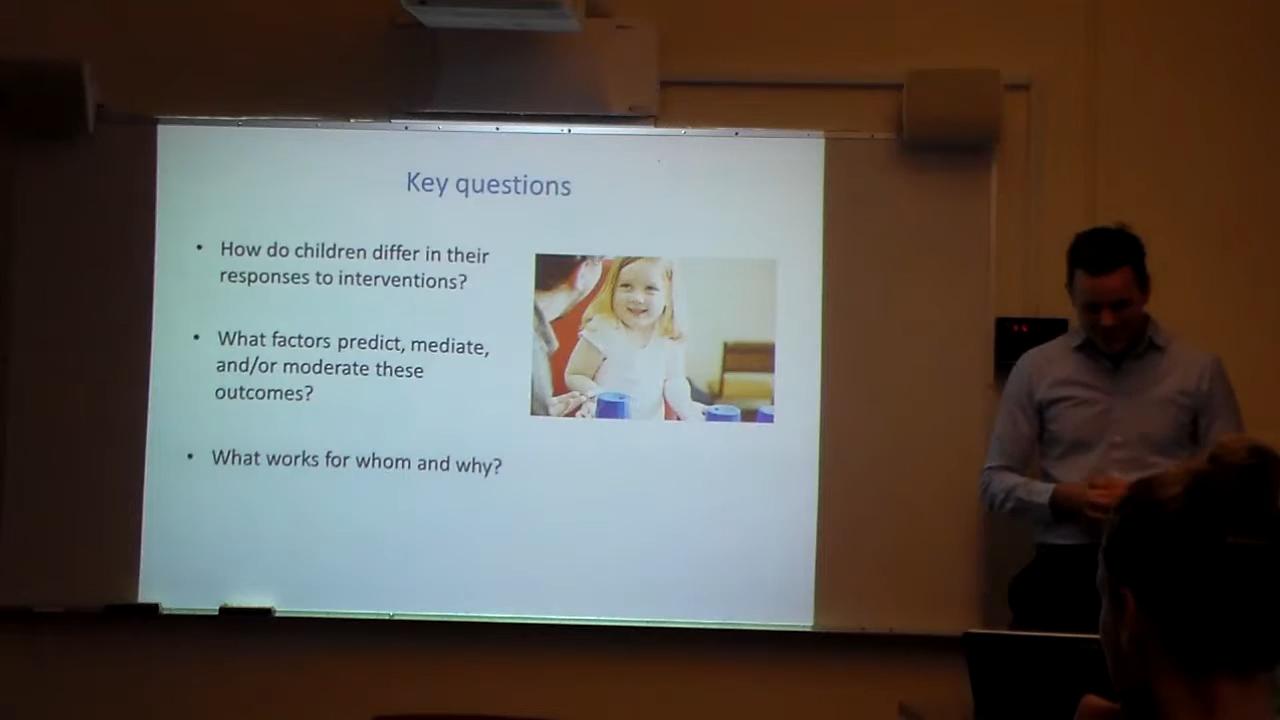 Key questions
• How do children differ in their
responses to interventions?
• What factors predict, mediate,
and/or moderate these
outcomes?
• What works for whom and why?